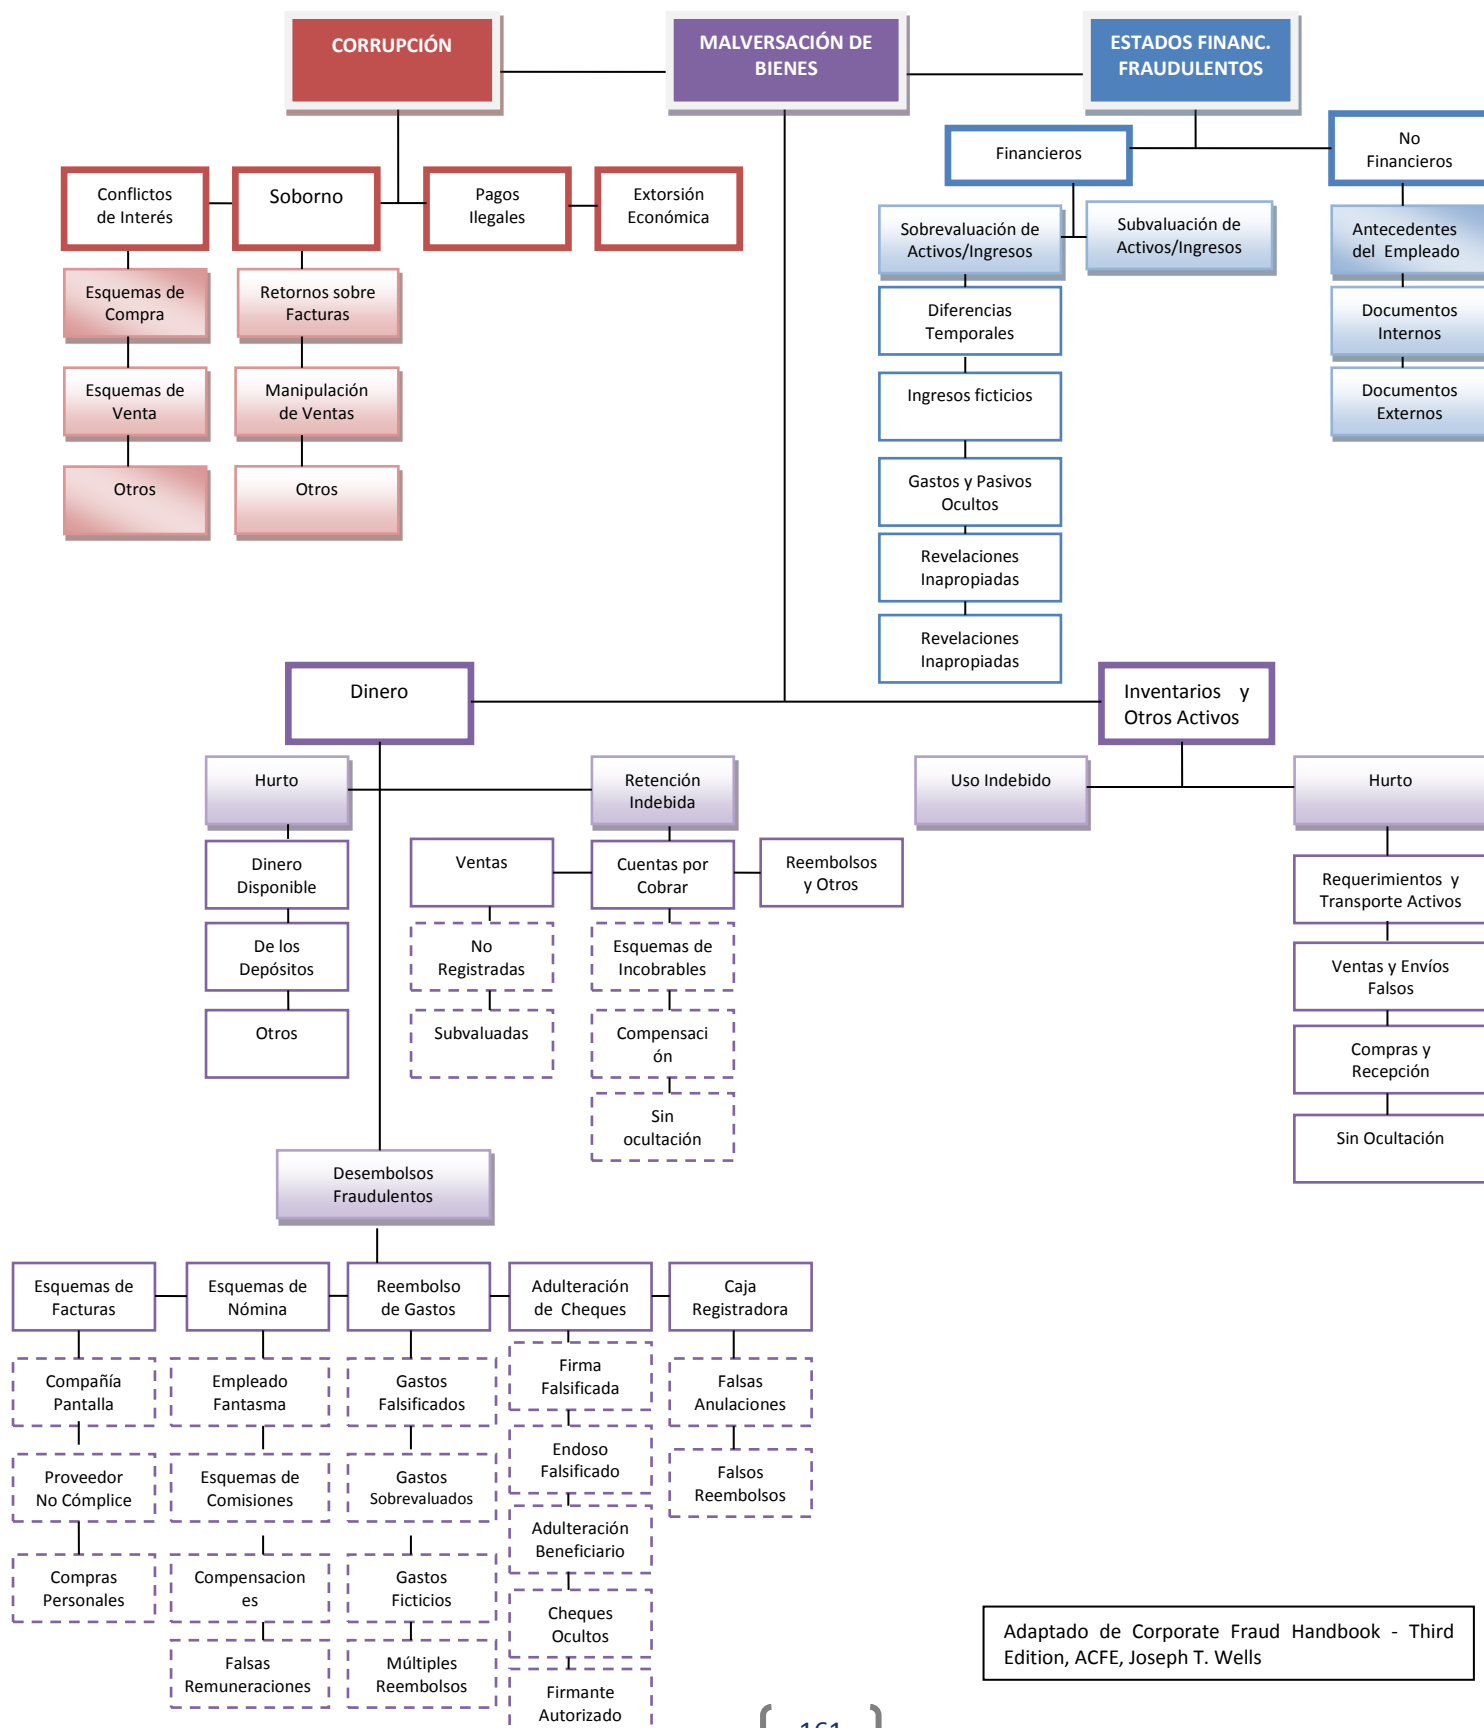 CORRUPCIÓN
MALVERSACIÓN DE
BIENES
ESTADOS FINANC.
FRAUDULENTOS
Financieros
No
Financieros
Conflictos
de Interés
Soborno
Pagos
Ilegales
Extorsión
Económica
Sobrevaluación de
Activos/Ingresos
Subvaluación de
Activos/Ingresos
Antecedentes
del Empleado
Esquemas de
Compra
Retornos sobre
Facturas
Diferencias
Temporales
Documentos
Internos
Esquemas de
Venta
Manipulación
de Ventas
Ingresos ficticios
Documentos
Externos
Otros
Otros
Gastos y Pasivos
Ocultos
Revelaciones
Inapropiadas
Revelaciones
Inapropiadas
Dinero
Inventarios y
Otros Activos
Hurto
Retención
Indebida
Uso Indebido
Hurto
Dinero
Disponible
Ventas
Cuentas por
Cobrar
Reembolsos
y Otros
Requerimientos y
Transporte Activos
De los
Depósitos
No
Registradas
Esquemas de
Incobrables
Ventas y Envíos
Falsos
Otros
Subvaluadas
Compensaci
ón
Compras y
Recepción
Sin
ocultación
Sin Ocultación
Desembolsos
Fraudulentos
Esquemas de
Facturas
Esquemas de
Nómina
Reembolso
de Gastos
Adulteración
de Cheques
Caja
Registradora
Compañía
Pantalla
Empleado
Fantasma
Gastos
Falsificados
Firma
Falsificada
Falsas
Anulaciones
Proveedor
No Cómplice
Esquemas de
Comisiones
Gastos
Sobrevaluados
Endoso
Falsificado
Falsos
Reembolsos
Adulteración
Beneficiario
Compras
Personales
Compensacion
es
Gastos
Ficticios
Cheques
Ocultos
Falsas
Remuneraciones
Múltiples
Reembolsos
Firmante
Autorizado
Adaptado de Corporate Fraud Handbook - Third
Edition, ACFE, Joseph T. Wells
161